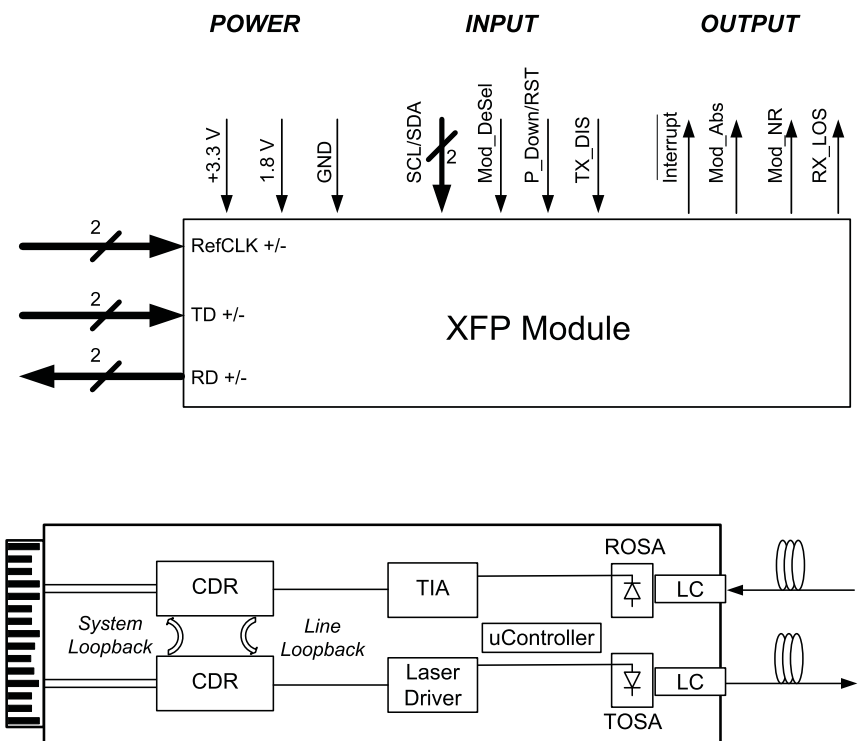 POWER
INPUT
OUTPUT
+3.3 V
1.8 V
GND
SCL/SDA
2
Mod_DeSel
P_Down/RST
TX_DIS
Interrupt
Mod_Abs
Mod_NR
RX_LOS
2
RefCLK +/-
2
TD +/-
2
RD +/-
XFP Module
ROSA
CDR
TIA
LC
System
Loopback
Line
Loopback
uController
CDR
Laser
Driver
LC
TOSA